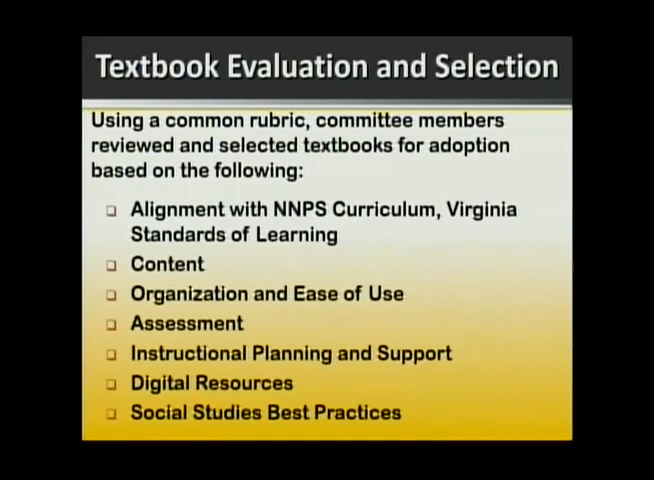 Textbook Evaluation and Selection
Using a common rubric, committee members
reviewed and selected textbooks for adoption
based on the following:
Alignment with NNPS Curriculum, Virginia
Standards of Learning
Content
Organization and Ease of Use
Assessment
Instructional Planning and Support
Digital Resources
Social Studies Best Practices